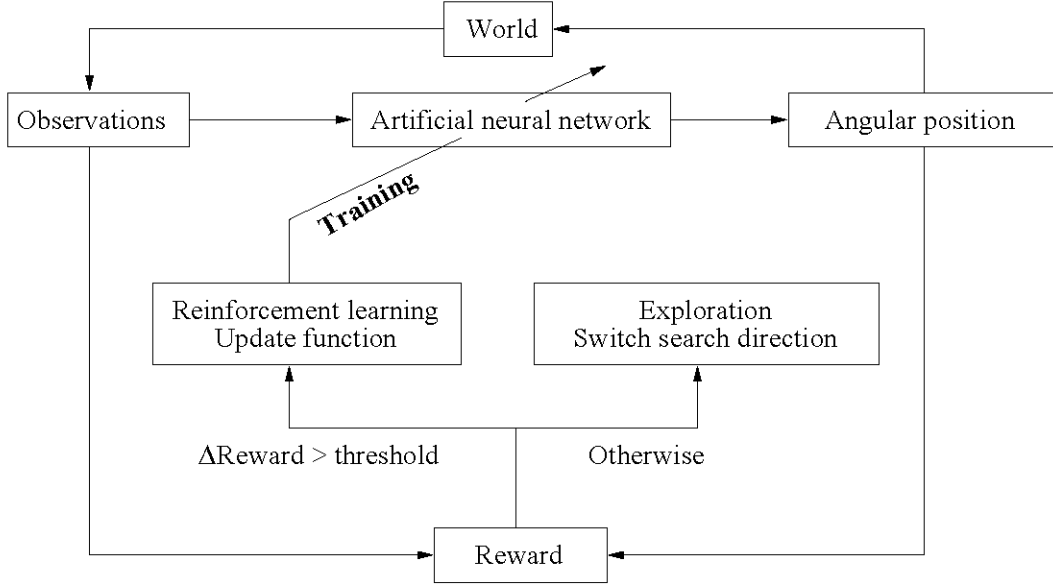 World
Observations
Artificial neural network
Angular position
Training
Reinforcement learning
Update function
Exploration
Switch search direction
ΔReward > threshold
Otherwise
Reward